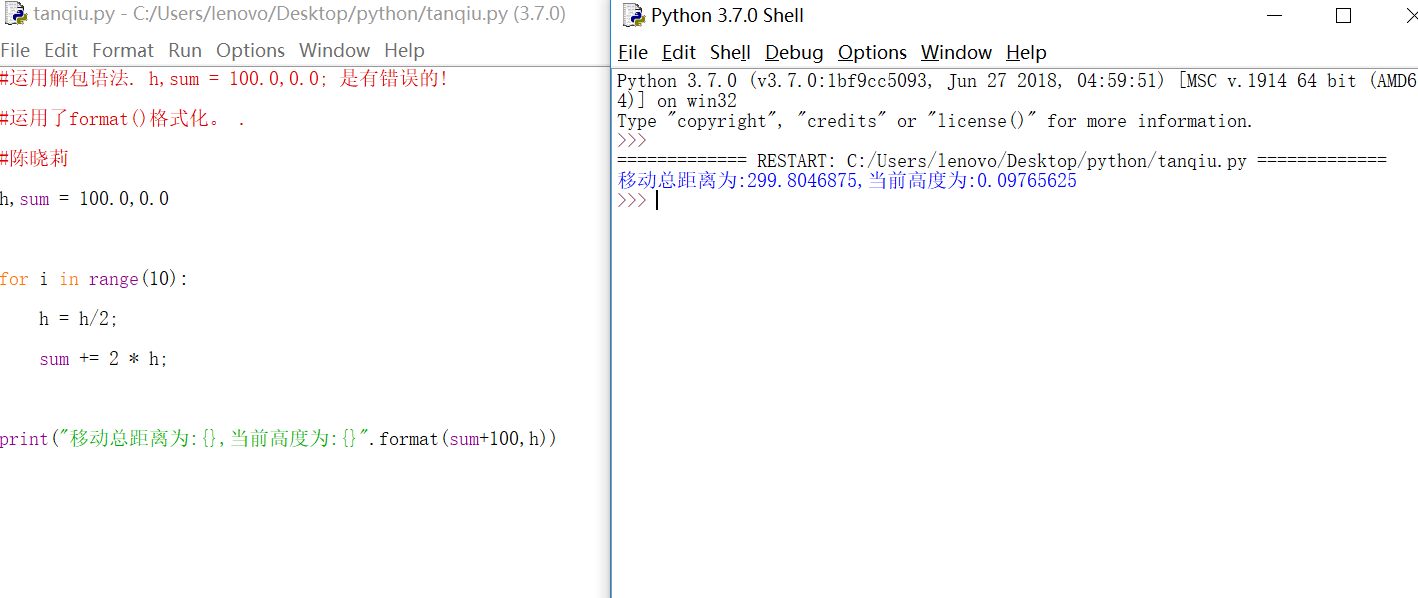 tanqiu.py - C:/Users/lenovo/Desktop/python/tanqiu.py (3.7.0)
File Edit Format Run Options Window Help
#运用解包语法. h,sum = 100.0,0.0; 是有错误的!
#运用了format()格式化。 .
#陈晓莉
h,sum = 100.0,0.0
for i in range(10):
h = h/2;
sum += 2 * h;
print("移动总距离为:{},当前高度为:{}".format(sum+100,h))
Python 3.7.0 Shell
File Edit Shell Debug Options Window Help
Python 3.7.0 (v3.7.0:1bf9cc5093, Jun 27 2018, 04:59:51) [MSC v.1914 64 bit (AMD6
4)] on win32
Type "copyright", "credits" or "license()" for more information.
>>>
============= RESTART: C:/Users/lenovo/Desktop/python/tanqiu.py =============
移动总距离为:299.8046875,当前高度为:0.09765625
>>>